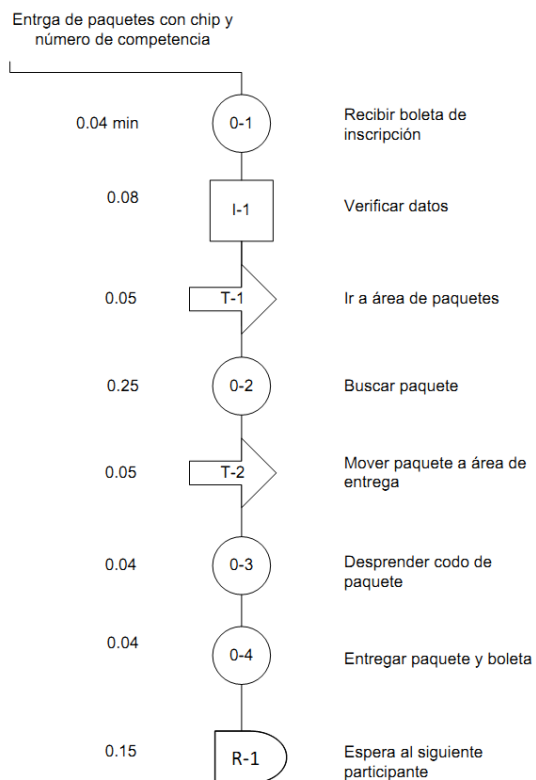 Entrga de paquetes con chip y
número de competencia
0.04 min
0-1
Recibir boleta de
inscripción
0.08
I-1
Verificar datos
0.05
T-1
Ir a área de paquetes
0.25
0-2
Buscar paquete
0.05
T-2
Mover paquete a área de
entrega
0.04
0-3
Desprender codo de
paquete
0.04
0-4
Entregar paquete y boleta
0.15
R-1
Espera al siguiente
participante